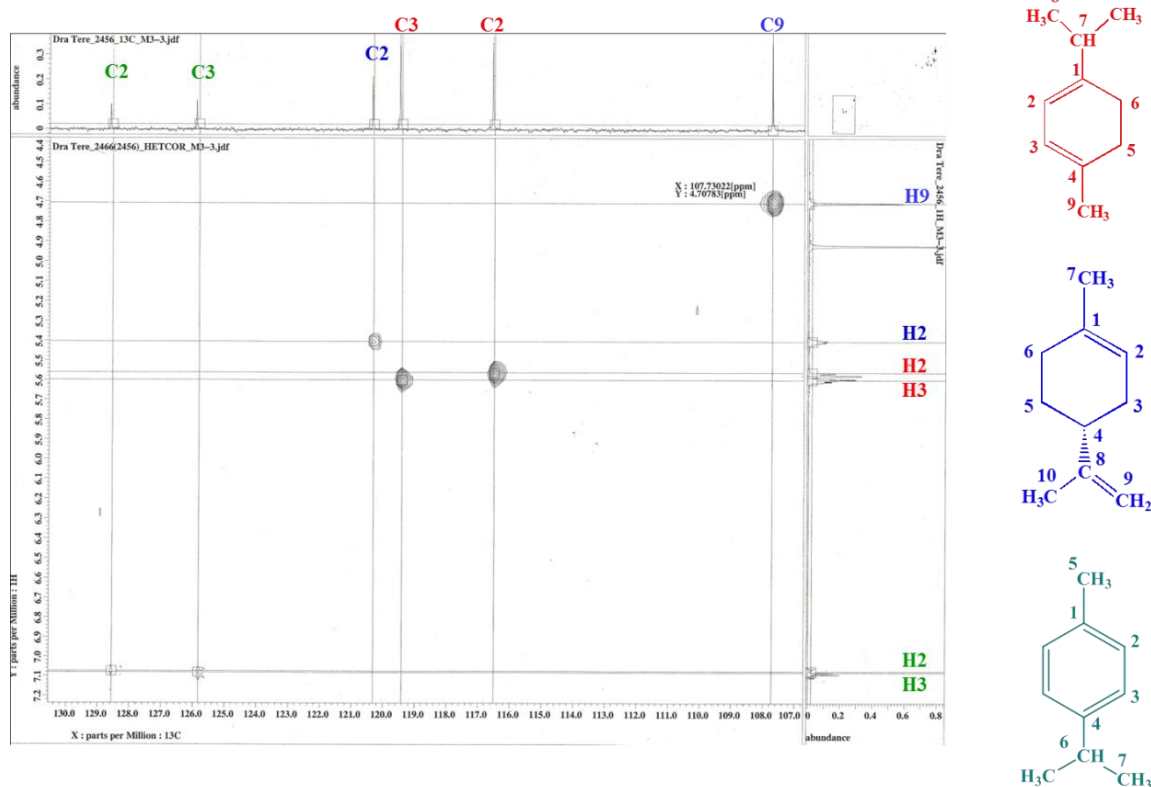 C2
C3
C2
C3
C2
C9
Dra Tere_2456_13C_M3-3.jdf
abundance
0.3
0.2
0.1
0
Dra Tere_2466(2456)_HETCOR_M3-3.jdf
X : 107.73022[ppm]
Y : 4.70783[ppm]
Dra Tere_2456_1H_M3-3.jdf
H9
H2
H2
H3
H2
H3
4.4
4.5
4.6
4.7
4.8
4.9
5.0
5.1
5.2
5.3
5.4
5.5
5.6
5.7
5.8
5.9
6.0
6.1
6.2
6.3
6.4
6.5
6.6
6.7
6.8
6.9
7.0
7.1
7.2
Y : parts per Million : 1H
130.0 129.0 128.0 127.0 126.0 125.0 124.0 123.0 122.0 121.0 120.0 119.0 118.0 117.0 116.0 115.0 114.0 113.0 112.0 111.0 110.0 109.0 108.0 107.0 0 0.2 0.4 0.6 0.8
X : parts per Million : 13C
abundance
H₃C 7 CH₃
CH
1
2 6
3 5
4
9 CH₃
7 CH₃
1
6 2
5 3
4
8
10 C 9
H₃C CH₂
5 CH₃
1
2
3
4
6 CH 7
H₃C CH₃